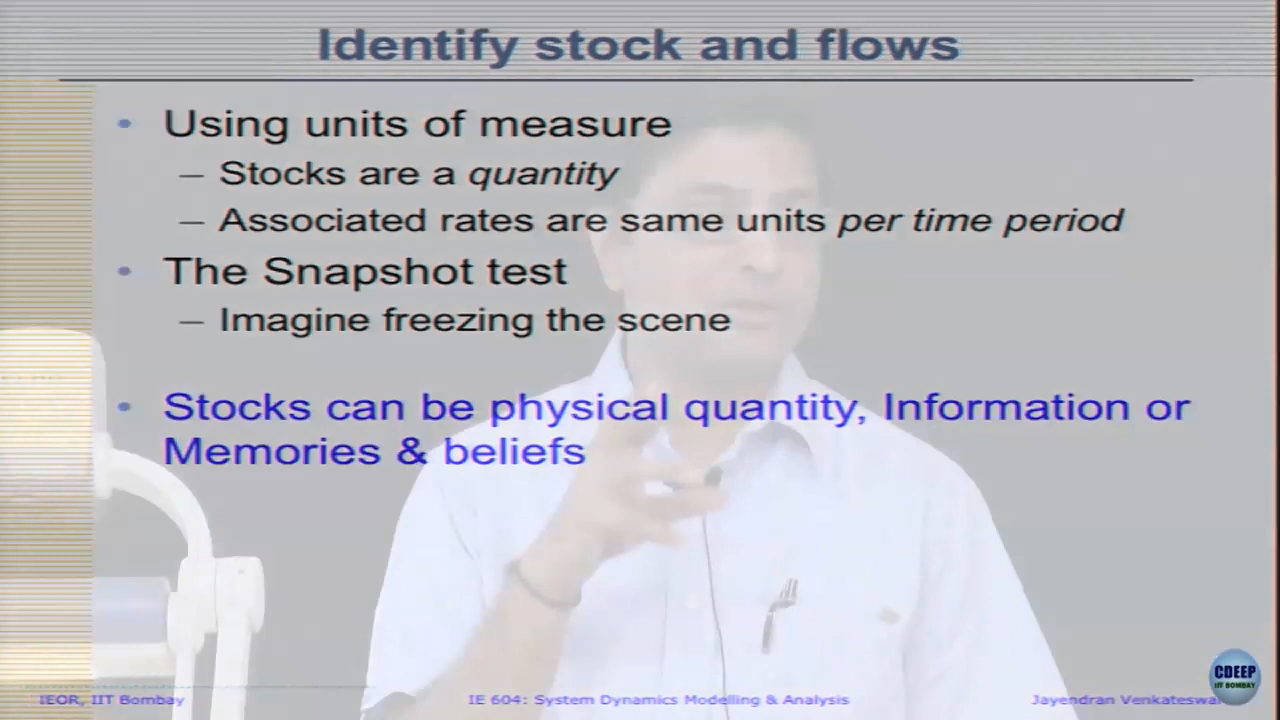 Identify stock and flows
• Using units of measure
– Stocks are a quantity
– Associated rates are same units per time period
• The Snapshot test
– Imagine freezing the scene
• Stocks can be physical quantity, Information or
Memories & beliefs
IEOR, IIT Bombay
IE 604: System Dynamics Modelling & Analysis
Jayendran
CDEEP
IIT BOMBAY